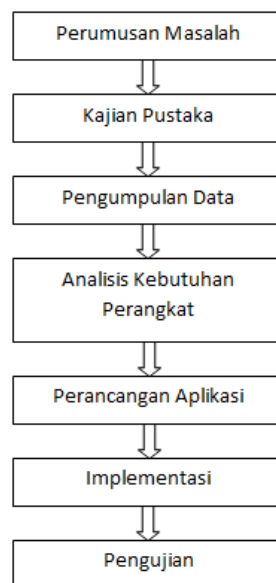 Perumusan Masalah
Kajian Pustaka
Pengumpulan Data
Analisis Kebutuhan
Perangkat
Perancangan Aplikasi
Implementasi
Pengujian